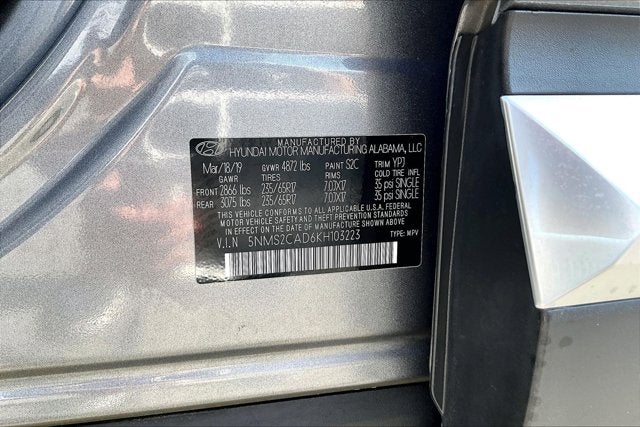 MANUFACTURED BY
HYUNDAI MOTOR MANUFACTURING ALABAMA, LLC
Mar/18/19 GVWR 4872 lbs PAINT S2C TRIM YPJ
GAWR TIRES RIMS COLD TIRE INFL
FRONT 2866 lbs 235/65R17 7.0JX17 35 psi SINGLE
REAR 3075 lbs 235/65R17 7.0JX17 35 psi SINGLE
THIS VEHICLE CONFORMS TO ALL APPLICABLE U.S.A. FEDERAL
MOTOR VEHICLE SAFETY AND THEFT PREVENTION STANDARDS
IN EFFECT ON THE DATE OF MANUFACTURE SHOWN ABOVE
V.I.N 5NMS2CAD6KH103223 TYPE: MPV